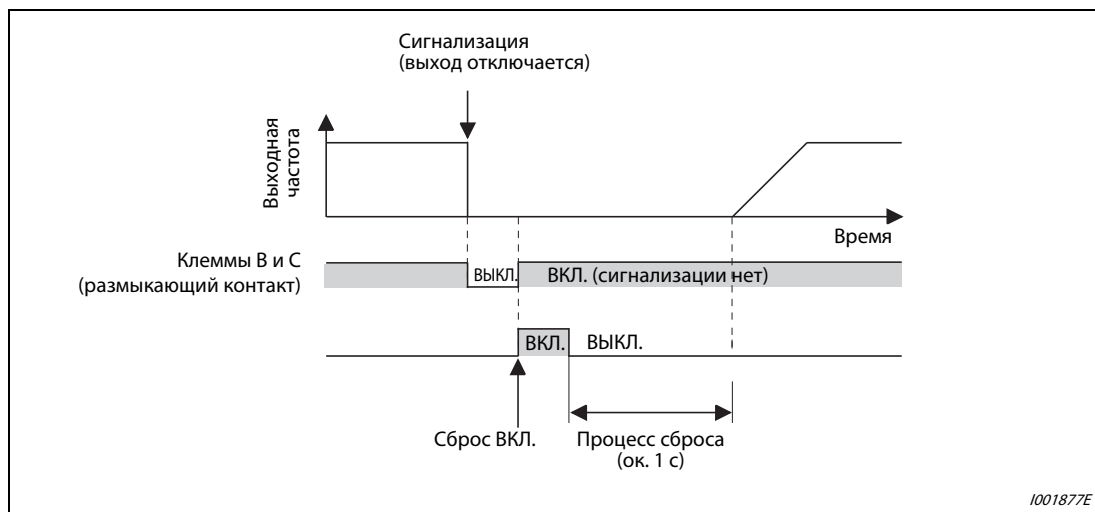 Сигнализация
(выход отключается)
Выходная
частота
Время
Клеммы B и C
(размыкающий контакт)
ВЫКЛ.
ВКЛ. (сигнализации нет)
ВКЛ.
ВЫКЛ.
Сброс ВКЛ.
Процесс сброса
(ок. 1 с)
I001877E